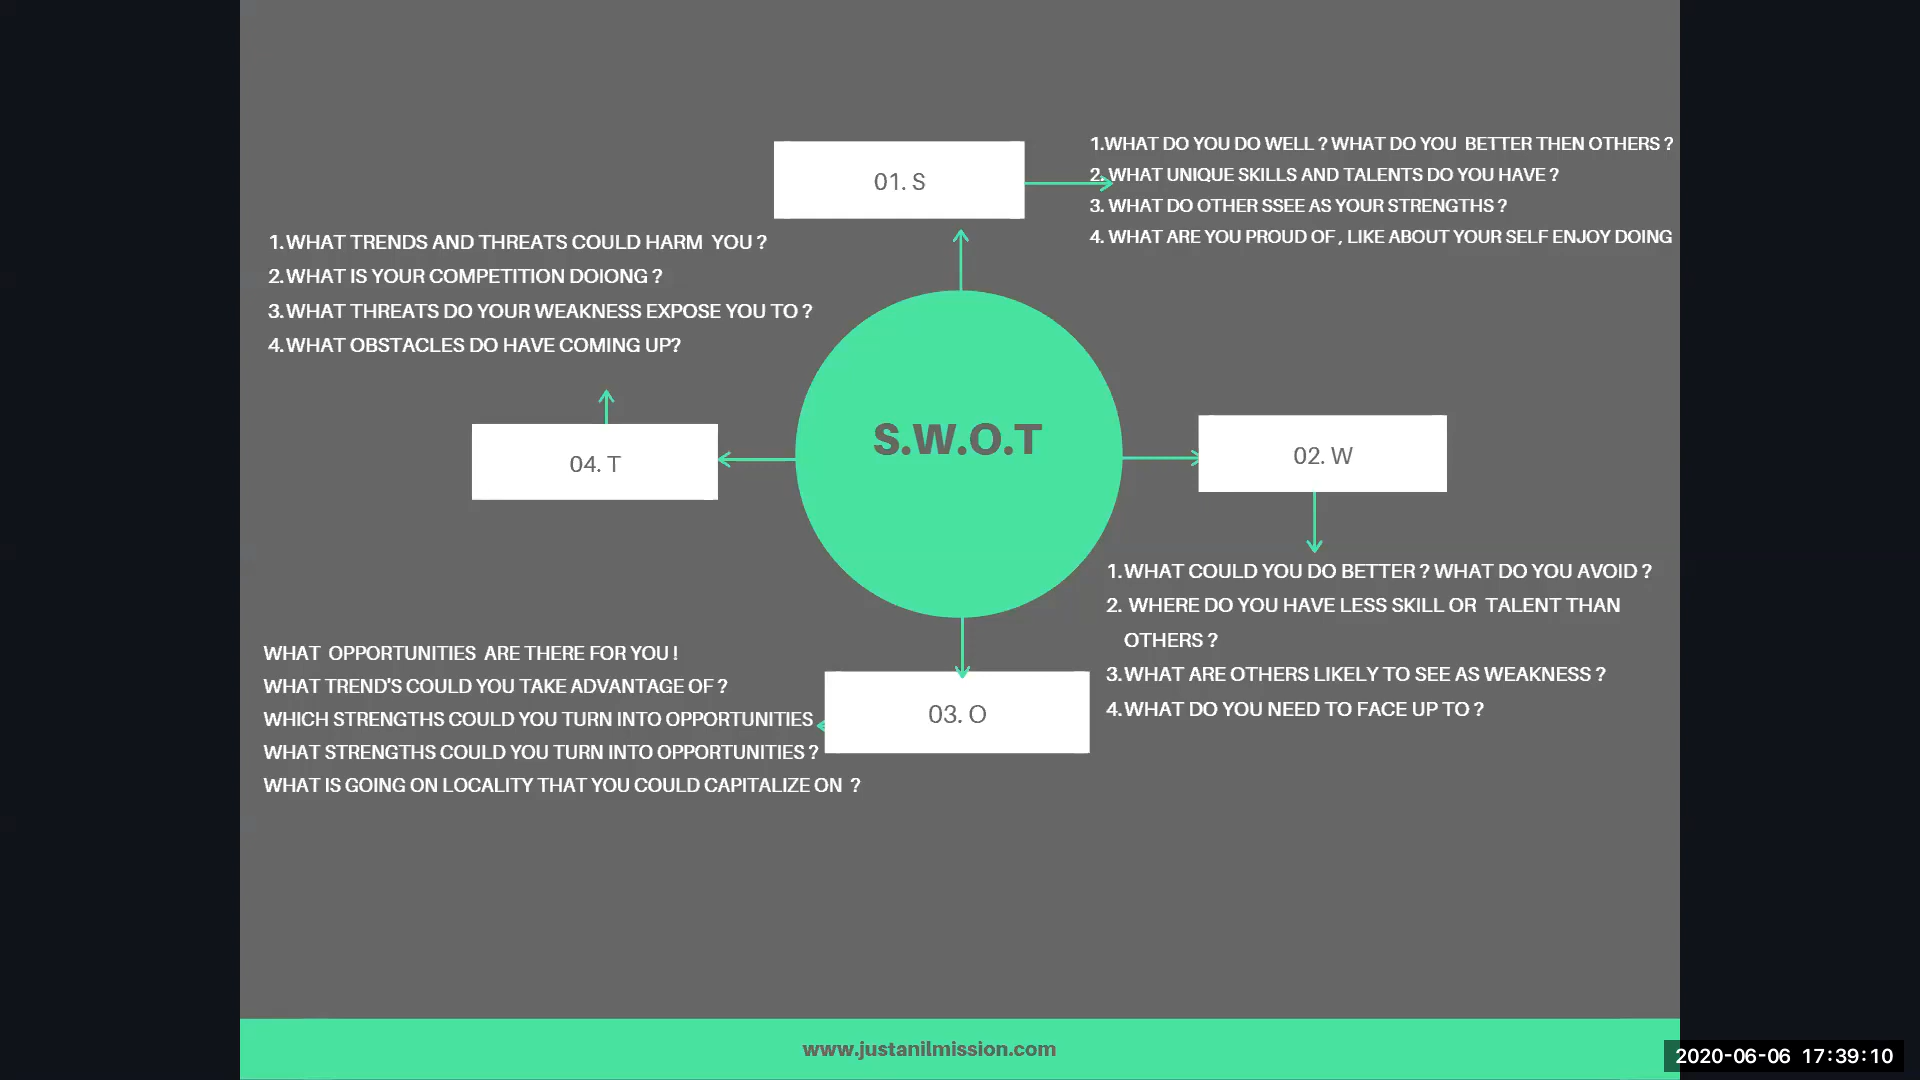 01. S
1.WHAT DO YOU DO WELL ? WHAT DO YOU BETTER THEN OTHERS ?
2. WHAT UNIQUE SKILLS AND TALENTS DO YOU HAVE ?
3. WHAT DO OTHER SSEE AS YOUR STRENGTHS ?
4. WHAT ARE YOU PROUD OF , LIKE ABOUT YOUR SELF ENJOY DOING
1.WHAT TRENDS AND THREATS COULD HARM YOU ?
2.WHAT IS YOUR COMPETITION DOIONG ?
3.WHAT THREATS DO YOUR WEAKNESS EXPOSE YOU TO ?
4.WHAT OBSTACLES DO HAVE COMING UP?
04. T
S.W.O.T
02. W
1.WHAT COULD YOU DO BETTER ? WHAT DO YOU AVOID ?
2. WHERE DO YOU HAVE LESS SKILL OR TALENT THAN
OTHERS ?
3.WHAT ARE OTHERS LIKELY TO SEE AS WEAKNESS ?
4.WHAT DO YOU NEED TO FACE UP TO ?
WHAT OPPORTUNITIES ARE THERE FOR YOU !
WHAT TREND'S COULD YOU TAKE ADVANTAGE OF ?
WHICH STRENGTHS COULD YOU TURN INTO OPPORTUNITIES
WHAT STRENGTHS COULD YOU TURN INTO OPPORTUNITIES ?
WHAT IS GOING ON LOCALITY THAT YOU COULD CAPITALIZE ON ?
03. O
www.justanilmission.com
2020-06-06 17:39:10